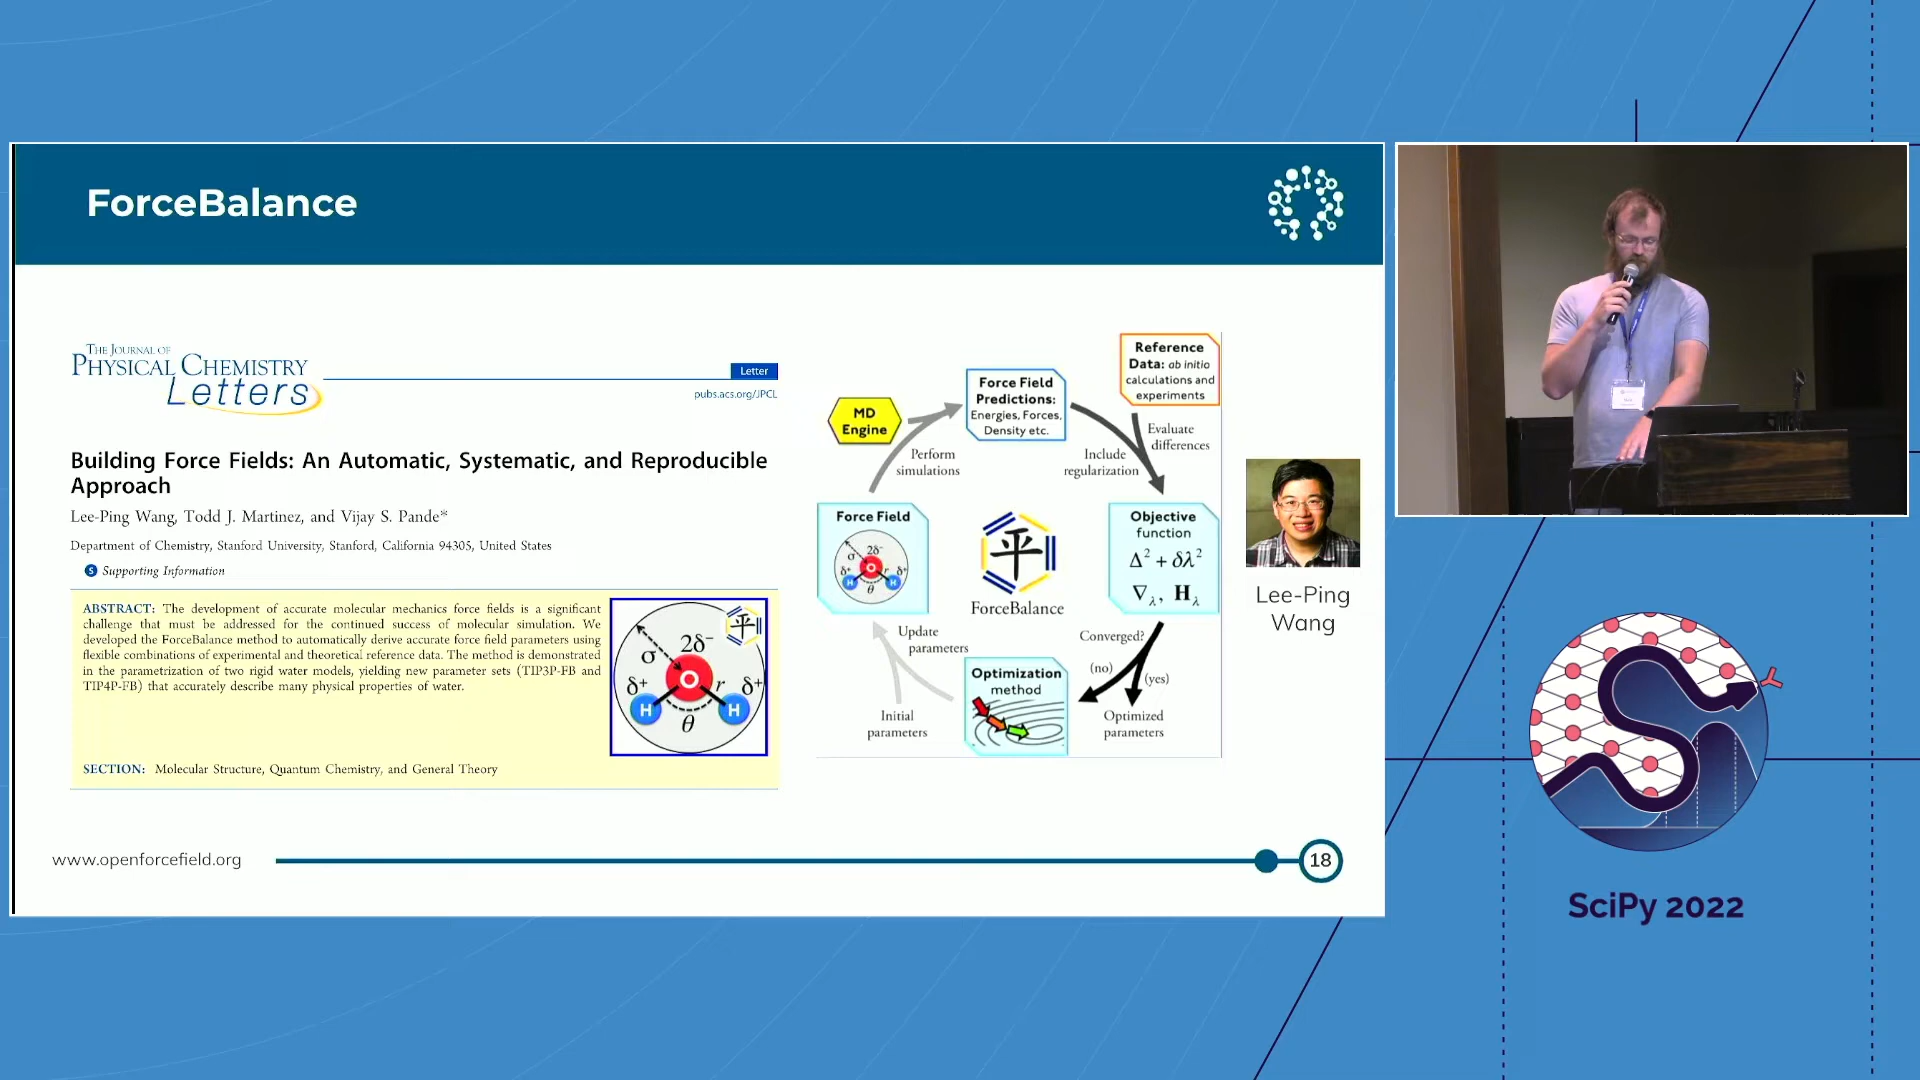 ForceBalance
THE JOURNAL OF
PHYSICAL CHEMISTRY
Letters
Letter
pubs.acs.org/JPCL
Building Force Fields: An Automatic, Systematic, and Reproducible
Approach
Lee-Ping Wang, Todd J. Martinez, and Vijay S. Pande*
Department of Chemistry, Stanford University, Stanford, California 94305, United States
S Supporting Information
ABSTRACT: The development of accurate molecular mechanics force fields is a significant
challenge that must be addressed for the continued success of molecular simulation. We
developed the ForceBalance method to automatically derive accurate force field parameters using
flexible combinations of experimental and theoretical reference data. The method is demonstrated
in the parametrization of two rigid water models, yielding new parameter sets (TIP3P-FB and
TIP4P-FB) that accurately describe many physical properties of water.
平
2δ⁻
σ
O
δ⁺ r δ⁺
H H
θ
SECTION: Molecular Structure, Quantum Chemistry, and General Theory
Reference
Data: ab initio
calculations and
experiments
Force Field
Predictions:
Energies, Forces,
Density etc.
MD
Engine
Perform
simulations
Include
regularization
Evaluate
differences
Force Field
2δ⁻
σ
O
δ⁺ r δ⁺
H H
θ
平
ForceBalance
Objective
function
Δ² + δλ²
∇λ, Hλ
Update
parameters
Converged?
(no)
(yes)
Optimization
method
Initial
parameters
Optimized
parameters
Lee-Ping
Wang
www.openforcefield.org
18
SciPy 2022